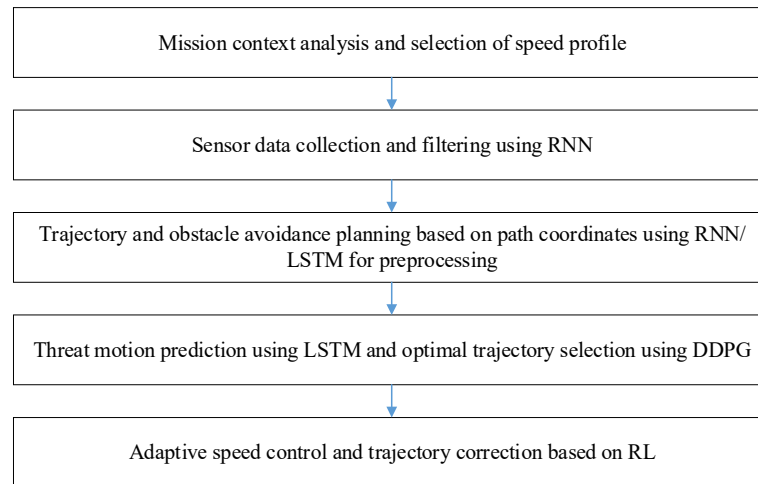 Mission context analysis and selection of speed profile
Sensor data collection and filtering using RNN
Trajectory and obstacle avoidance planning based on path coordinates using RNN/
LSTM for preprocessing
Threat motion prediction using LSTM and optimal trajectory selection using DDPG
Adaptive speed control and trajectory correction based on RL